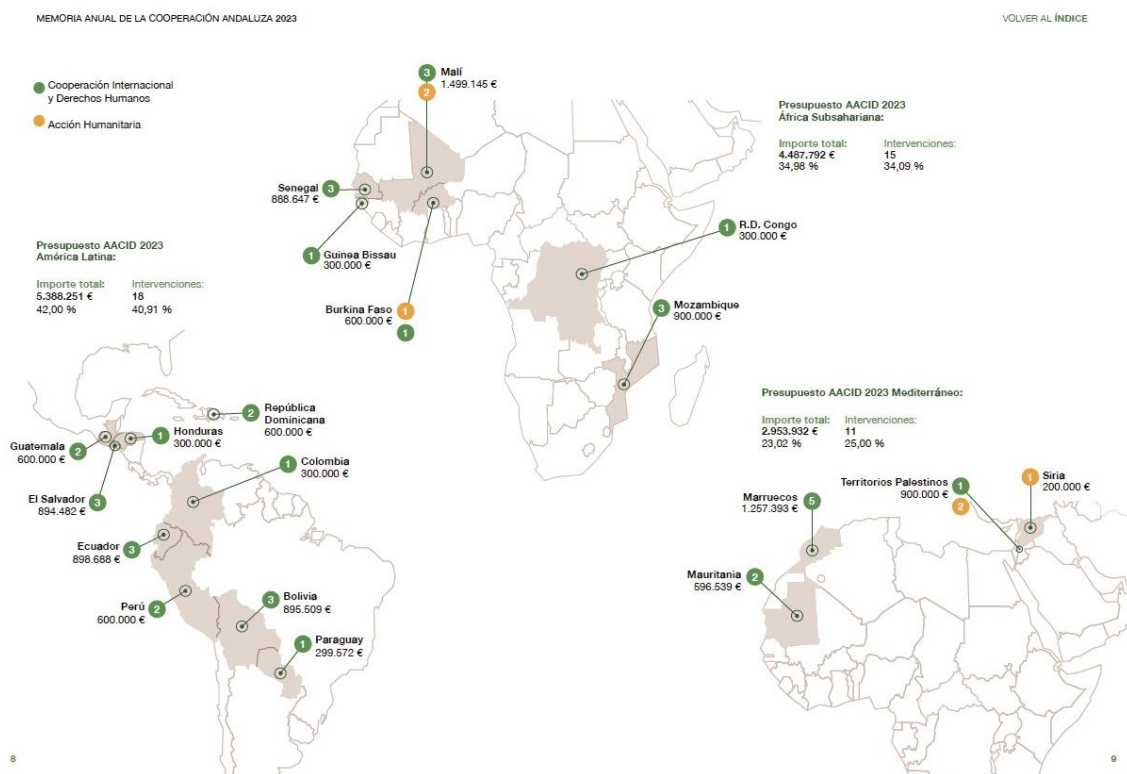 MEMORIA ANUAL DE LA COOPERACIÓN ANDALUZA 2023
VOLVER AL ÍNDICE
Cooperación Internacional
y Derechos Humanos
Acción Humanitaria
3
2
Malí
1.499.145 €
Presupuesto AACID 2023
África Subsahariana:
Importe total: Intervenciones:
4.487.792 € 15
34,98 % 34,09 %
Senegal 3
888.647 €
1 Guinea Bissau
300.000 €
1 R.D. Congo
300.000 €
Burkina Faso 1
600.000 €
1
3 Mozambique
900.000 €
Presupuesto AACID 2023
América Latina:
Importe total: Intervenciones:
5.388.251 € 18
42,00 % 40,91 %
2 República
Dominicana
600.000 €
1 Honduras
300.000 €
Guatemala 2
600.000 €
1 Colombia
300.000 €
El Salvador 3
894.482 €
Ecuador 3
898.688 €
Perú 2
600.000 €
3 Bolivia
895.509 €
1 Paraguay
299.572 €
Presupuesto AACID 2023 Mediterráneo:
Importe total: Intervenciones:
2.953.932 € 11
23,02 % 25,00 %
Territorios Palestinos 1
900.000 € 2
1 Siria
200.000 €
Marruecos 5
1.257.393 €
Mauritania 2
596.539 €
8
9